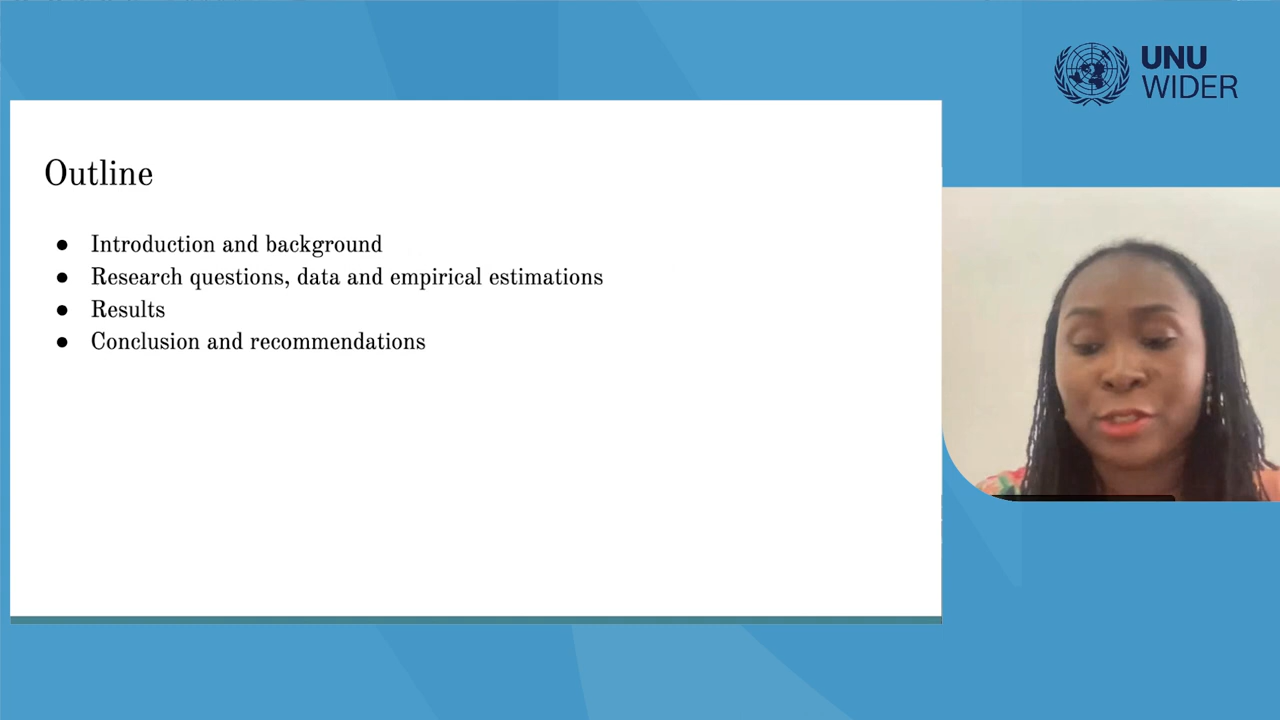 UNU
WIDER
Outline
● Introduction and background
● Research questions, data and empirical estimations
● Results
● Conclusion and recommendations